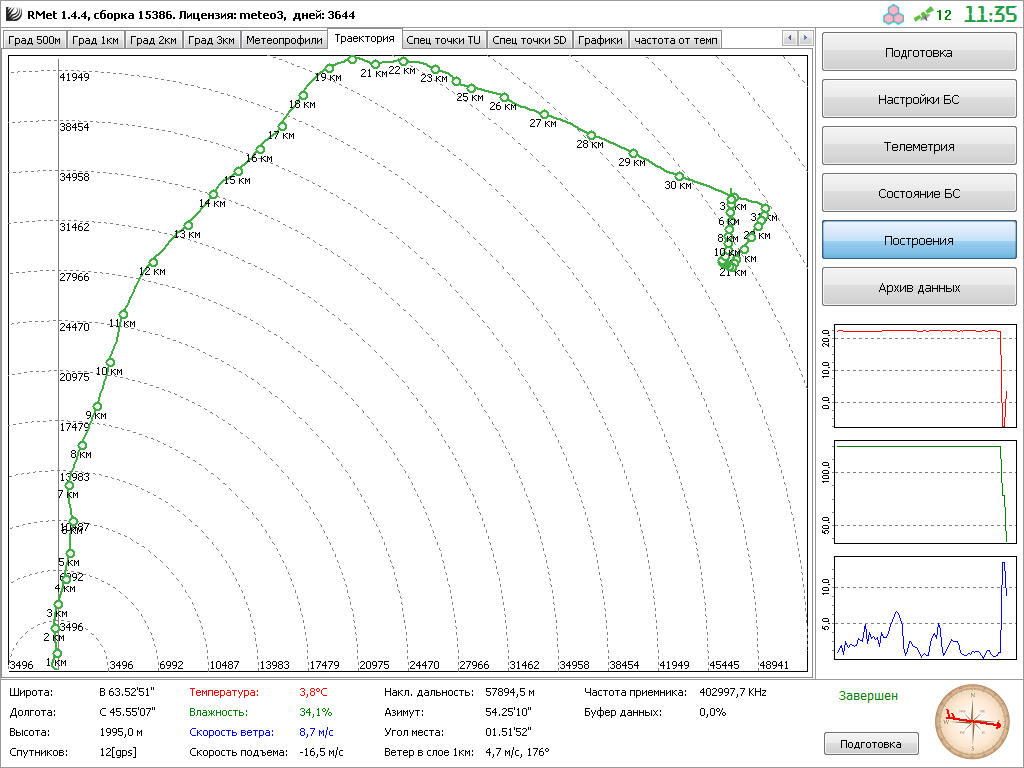 RMet 1.4.4, сборка 15386. Лицензия: meteo3, дней: 3644
12 11:35
Град 500м Град 1км Град 2км Град 3км Метеопрофили Траектория Спец точки TU Спец точки SD Графики частота от темп
Подготовка
Настройки БС
Телеметрия
Состояние БС
Построения
Архив данных
41949
38454
34958
31462
27966
24470
20975
17479
13983
10487
6992
3496
19 км
21 км
22 км
23 км
25 км
26 км
27 км
28 км
29 км
30 км
18 км
17 км
16 км
15 км
14 км
13 км
12 км
11 км
10 км
9 км
8 км
7 км
6 км
5 км
4 км
3 км
2 км
1 км
6 км
8 км
10 км
21 км
3496 3496 6992 10487 13983 17479 20975 24470 27966 31462 34958 38454 41949 45445 48941
20,0
10,0
0,0
100,0
50,0
10,0
5,0
Широта: В 63.52'51" Температура: 3,8°C Накл. дальность: 57894,5 м Частота приемника: 402997,7 KHz
Долгота: С 45.55'07" Влажность: 34,1% Азимут: 54.25'10" Буфер данных: 0,0%
Высота: 1995,0 м Скорость ветра: 8,7 м/с Угол места: 01.51'52"
Спутников: 12[gps] Скорость подъема: -16,5 м/с Ветер в слое 1км: 4,7 м/с, 176°
Завершен
Подготовка
N
W
S